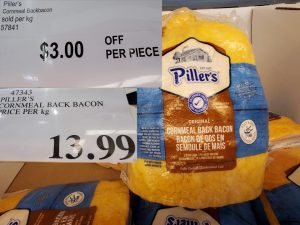 Piller's
Cornmeal Backbacon
sold per kg
57841
$3.00 OFF
PER PIECE
47343
PILLER'S
CORNMEAL BACK BACON
PRICE PER kg
13.99
Piller's
ORIGINAL
CORNMEAL BACK BACON
BACON DE DOS EN
SEMOULE DE MAÏS
Piller's